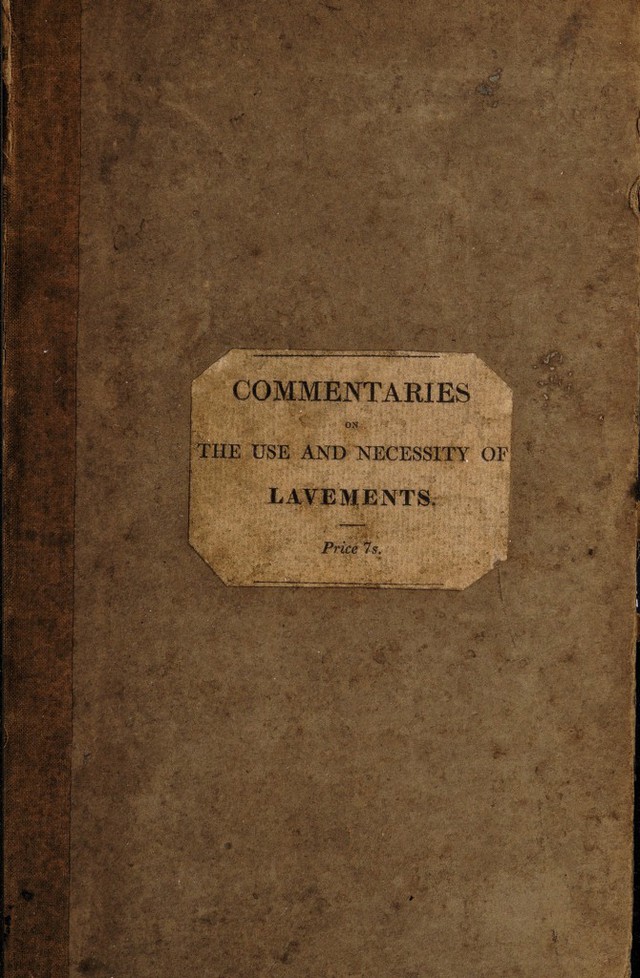 COMMENTARIES
ON
THE USE AND NECESSITY OF
LAVEMENTS.
Price 7s.